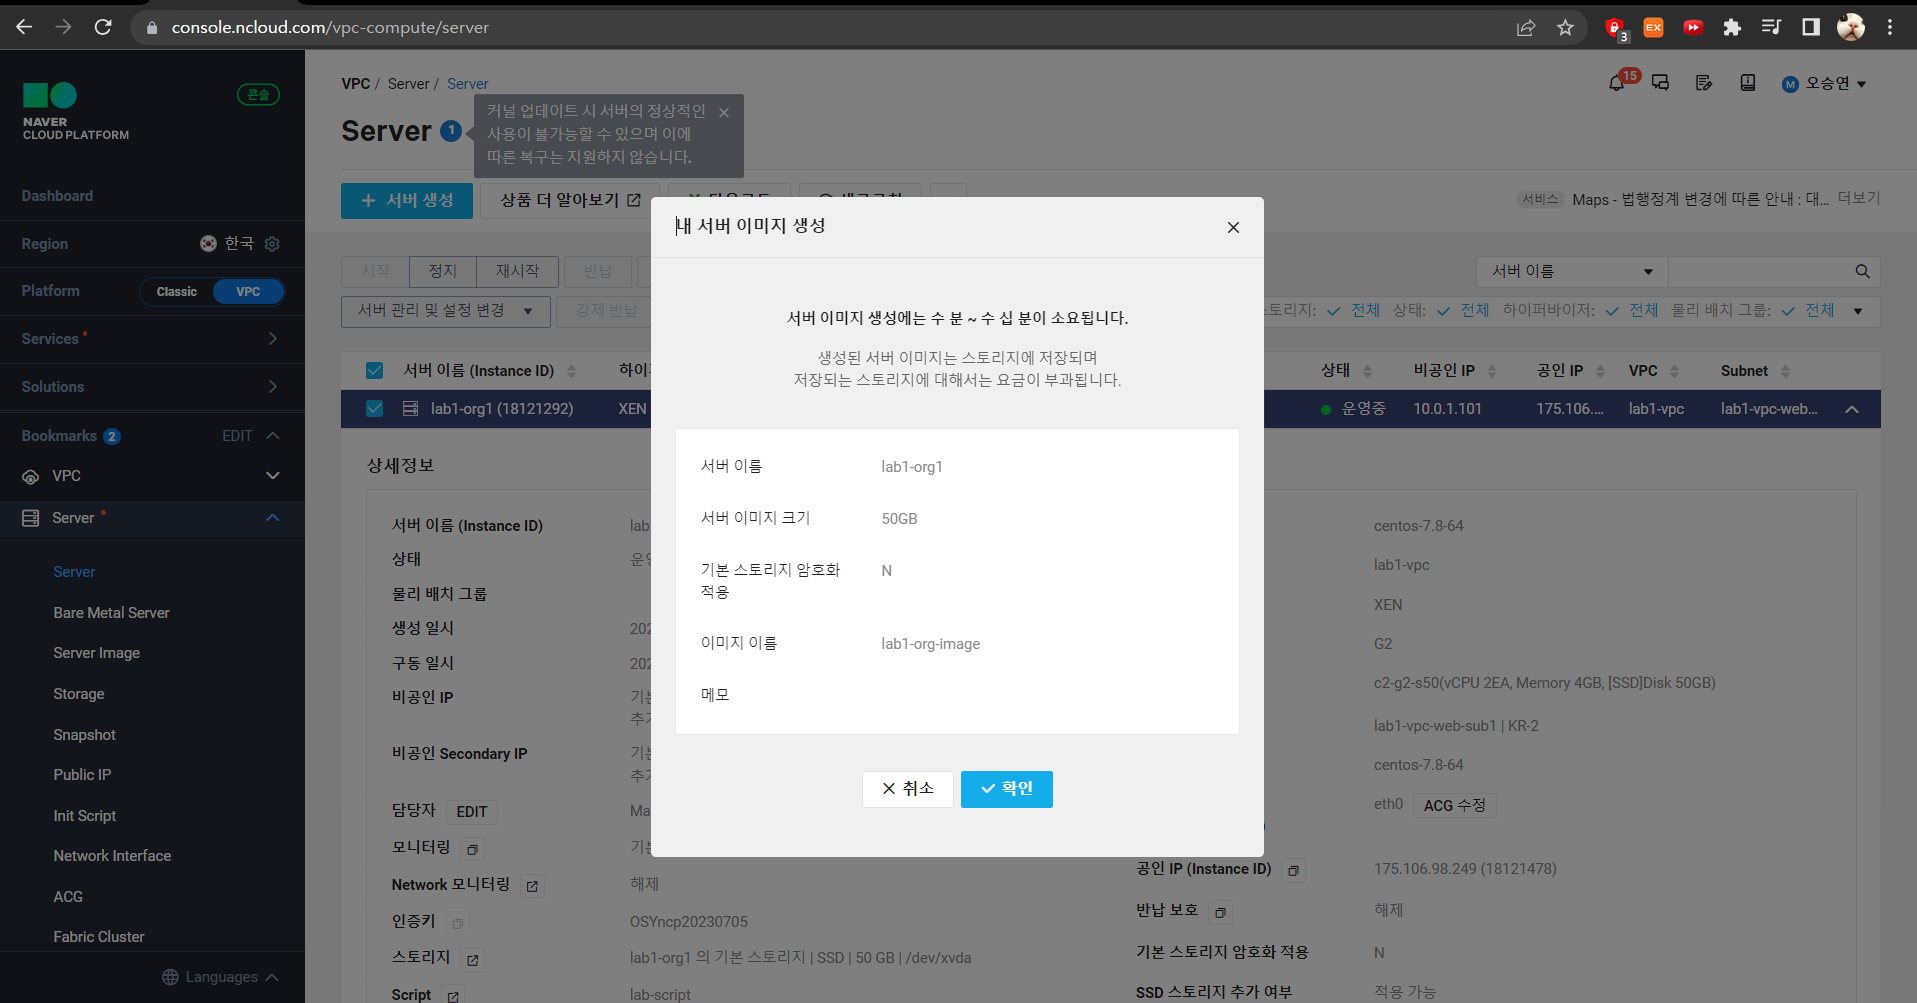 console.ncloud.com/vpc-compute/server
3
EX
NAVER
CLOUD PLATFORM
콘솔
Dashboard
Region
한국
Platform
Classic
VPC
Services
Solutions
Bookmarks 2
EDIT
VPC
Server
Server
Bare Metal Server
Server Image
Storage
Snapshot
Public IP
Init Script
Network Interface
ACG
Fabric Cluster
Languages
VPC / Server / Server
15
M 오승연
Server 1
커널 업데이트 시 서버의 정상적인
사용이 불가능할 수 있으며 이에
따른 복구는 지원하지 않습니다.
+ 서버 생성
상품 더 알아보기
서비스 Maps - 법행정계 변경에 따른 안내 : 대... 더보기
시작 정지 재시작 반납
서버 이름
서버 관리 및 설정 변경
강제 반납
스토리지: 전체 상태: 전체 하이퍼바이저: 전체 물리 배치 그룹: 전체
서버 이름 (Instance ID)
상태 비공인 IP 공인 IP VPC Subnet
lab1-org1 (18121292) XEN
운영중 10.0.1.101 175.106.... lab1-vpc lab1-vpc-web...
상세정보
서버 이름 (Instance ID) lab
centos-7.8-64
상태
lab1-vpc
물리 배치 그룹
XEN
생성 일시 202
G2
구동 일시 202
c2-g2-s50(vCPU 2EA, Memory 4GB, [SSD]Disk 50GB)
비공인 IP 기
추가
lab1-vpc-web-sub1 | KR-2
비공인 Secondary IP 기
추가
centos-7.8-64
담당자 EDIT Ma
eth0 ACG 수정
모니터링
공인 IP (Instance ID) 175.106.98.249 (18121478)
Network 모니터링 해제
반납 보호 해제
인증키 OSYncp20230705
기본 스토리지 암호화 적용 N
스토리지 lab1-org1 의 기본 스토리지 | SSD | 50 GB | /dev/xvda
SSD 스토리지 추가 여부 적용 가능
Script lab-script
내 서버 이미지 생성
서버 이미지 생성에는 수 분 ~ 수 십 분이 소요됩니다.
생성된 서버 이미지는 스토리지에 저장되며
저장되는 스토리지에 대해서는 요금이 부과됩니다.
서버 이름 lab1-org1
서버 이미지 크기 50GB
기본 스토리지 암호화 N
적용
이미지 이름 lab1-org-image
메모
취소
확인